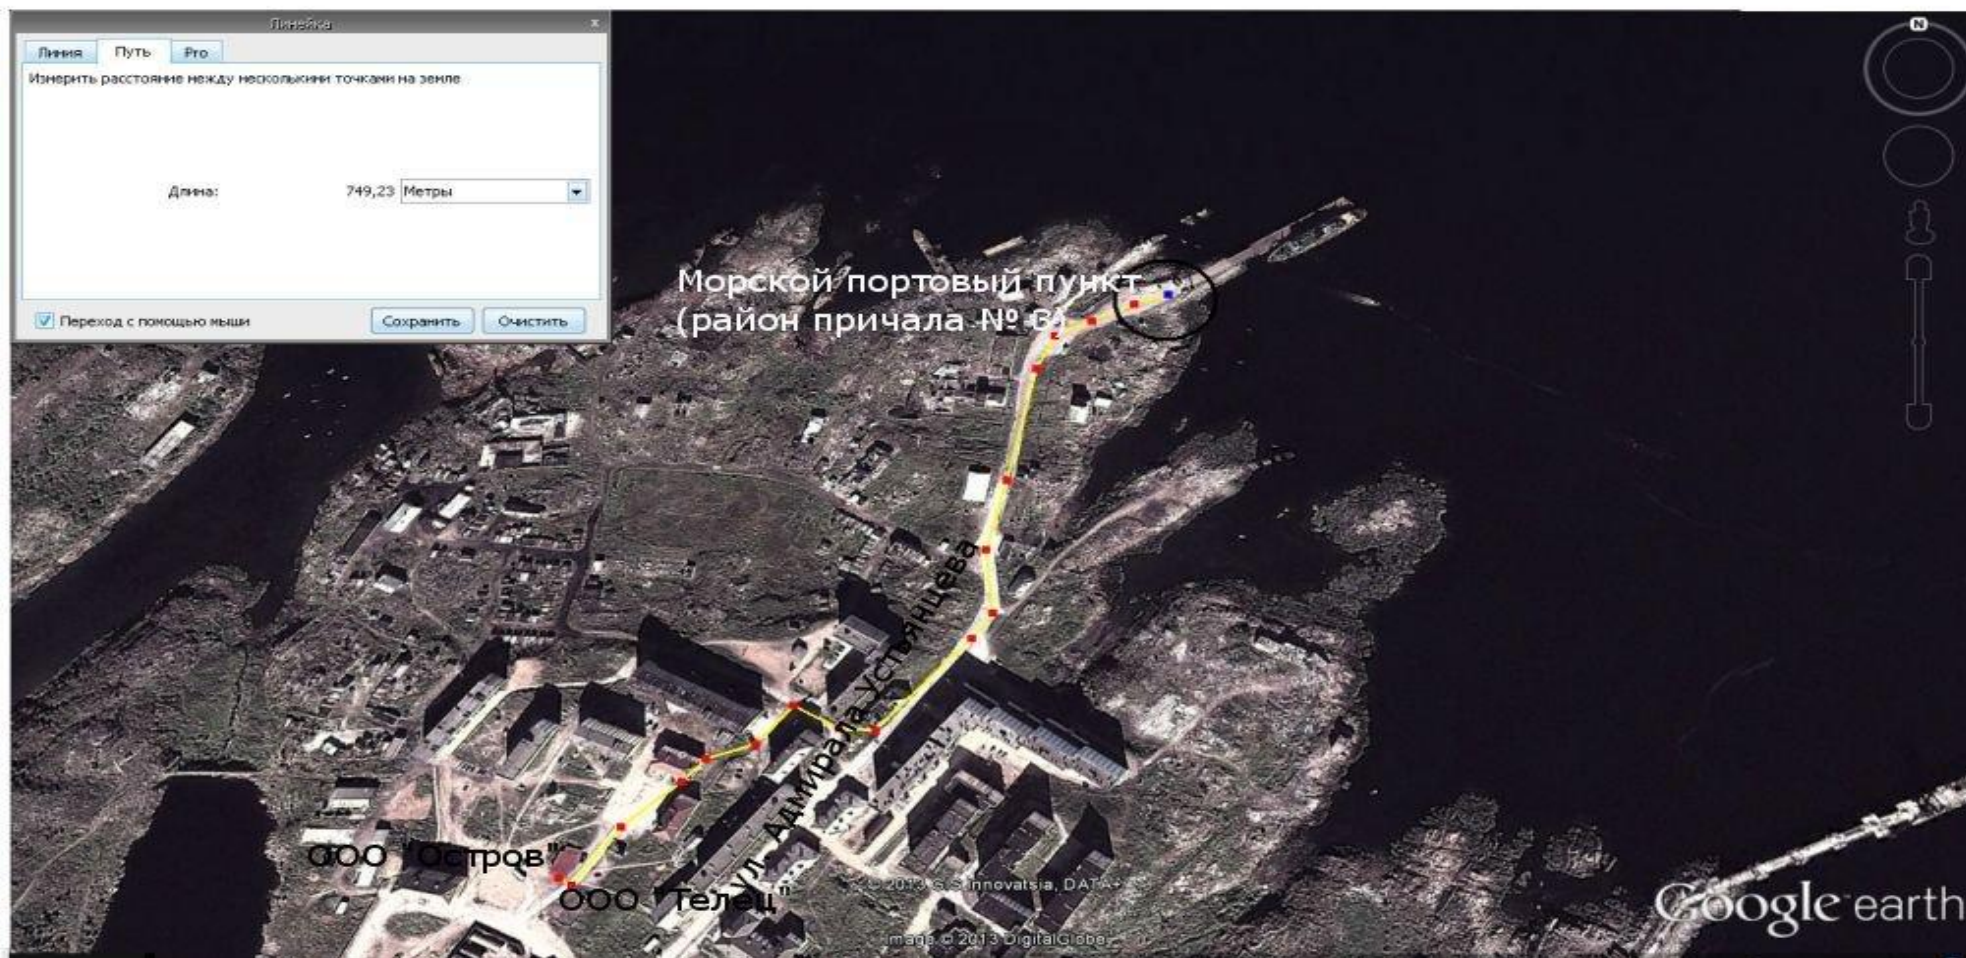 Линейка
x
Линия Путь Pro
Измерить расстояние между несколькими точками на земле
Длина: 749,23 Метры
Переход с помощью мыши Сохранить Очистить
N
Морской портовый пункт
(район причала № 3)
ул. Адмирала Устьянцева
ООО "Остров"
ООО "Телец"
© 2013 G.S.Innovatsia, DATA+
Image © 2013 DigitalGlobe
Google earth